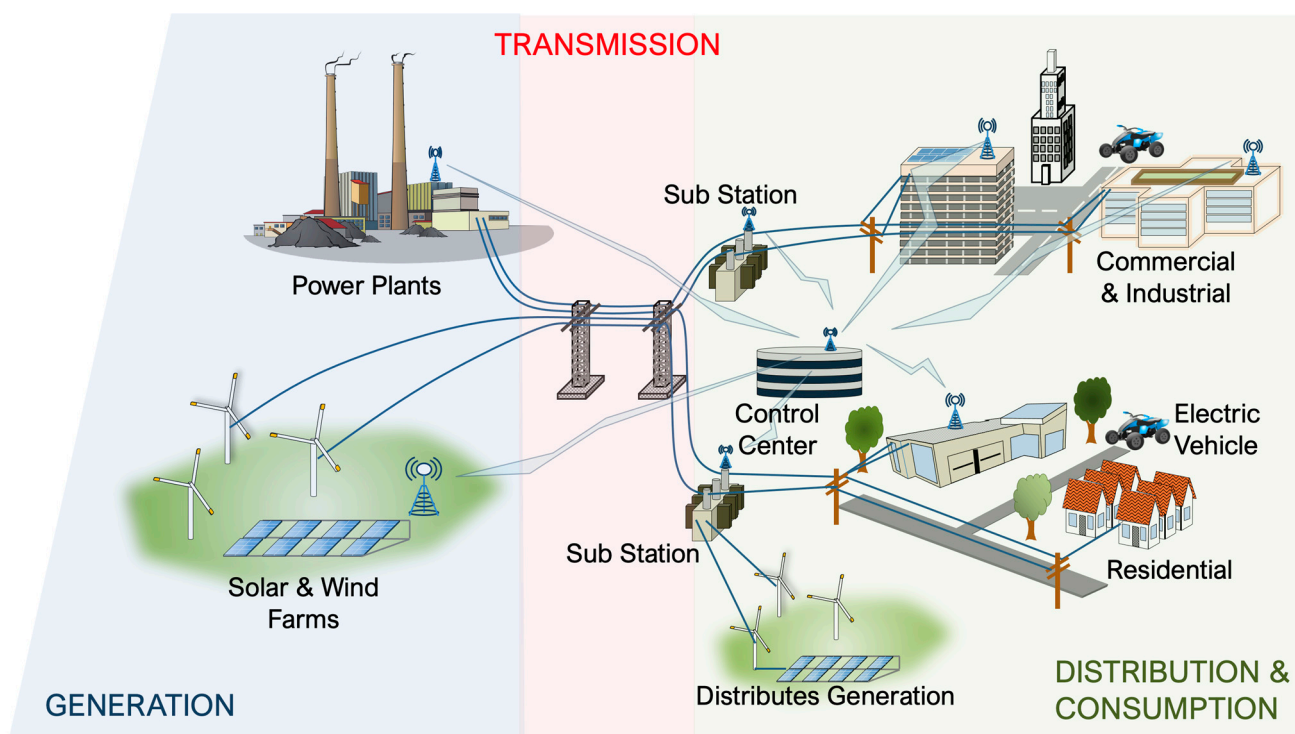 TRANSMISSION
Sub Station
Power Plants
Commercial
& Industrial
Control
Center
Electric
Vehicle
Sub Station
Residential
Solar & Wind
Farms
Distributes Generation
GENERATION
DISTRIBUTION &
CONSUMPTION